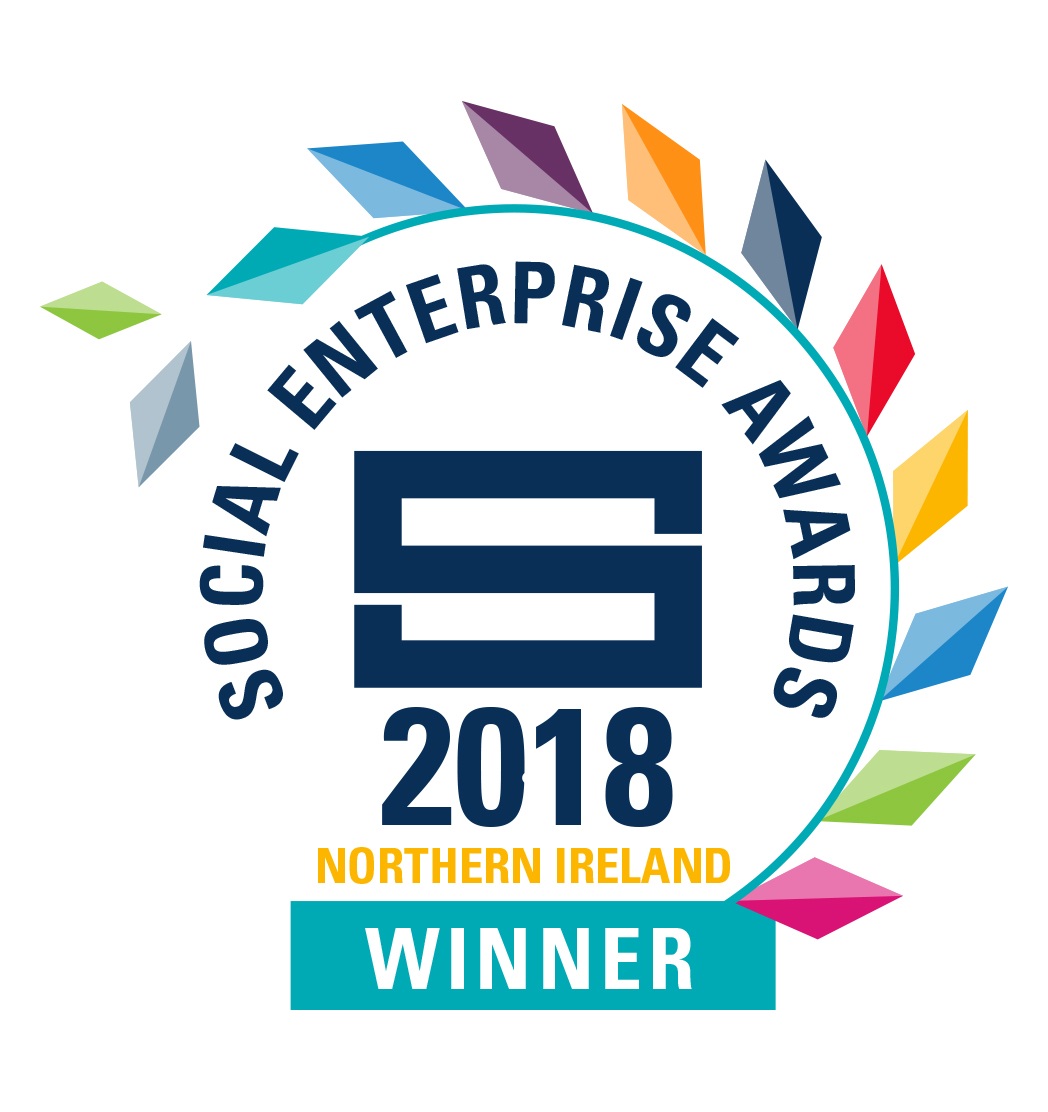 SOCIAL ENTERPRISE AWARDS
S
2018
NORTHERN IRELAND
WINNER